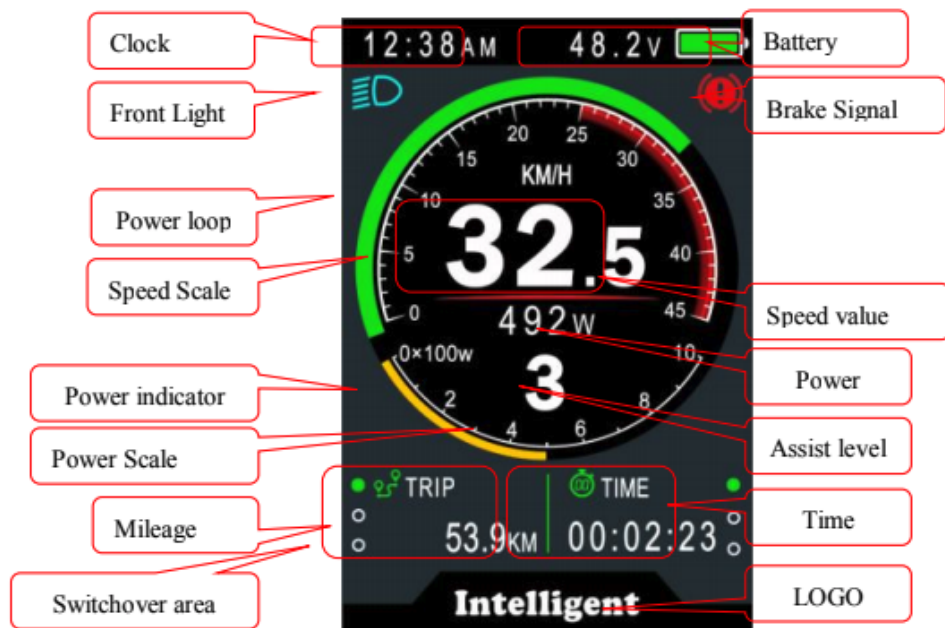 Clock
12:38AM
48.2V
Battery
Front Light
Brake Signal
20
25
15
30
KM/H
10
35
Power loop
32.5
5
40
Speed Scale
0
45
492W
Speed value
0×100w
10
3
Power indicator
2
8
Power
4
6
Power Scale
Assist level
TRIP
00
TIME
Mileage
53.9KM
00:02:23
Time
Switchover area
Intelligent
LOGO